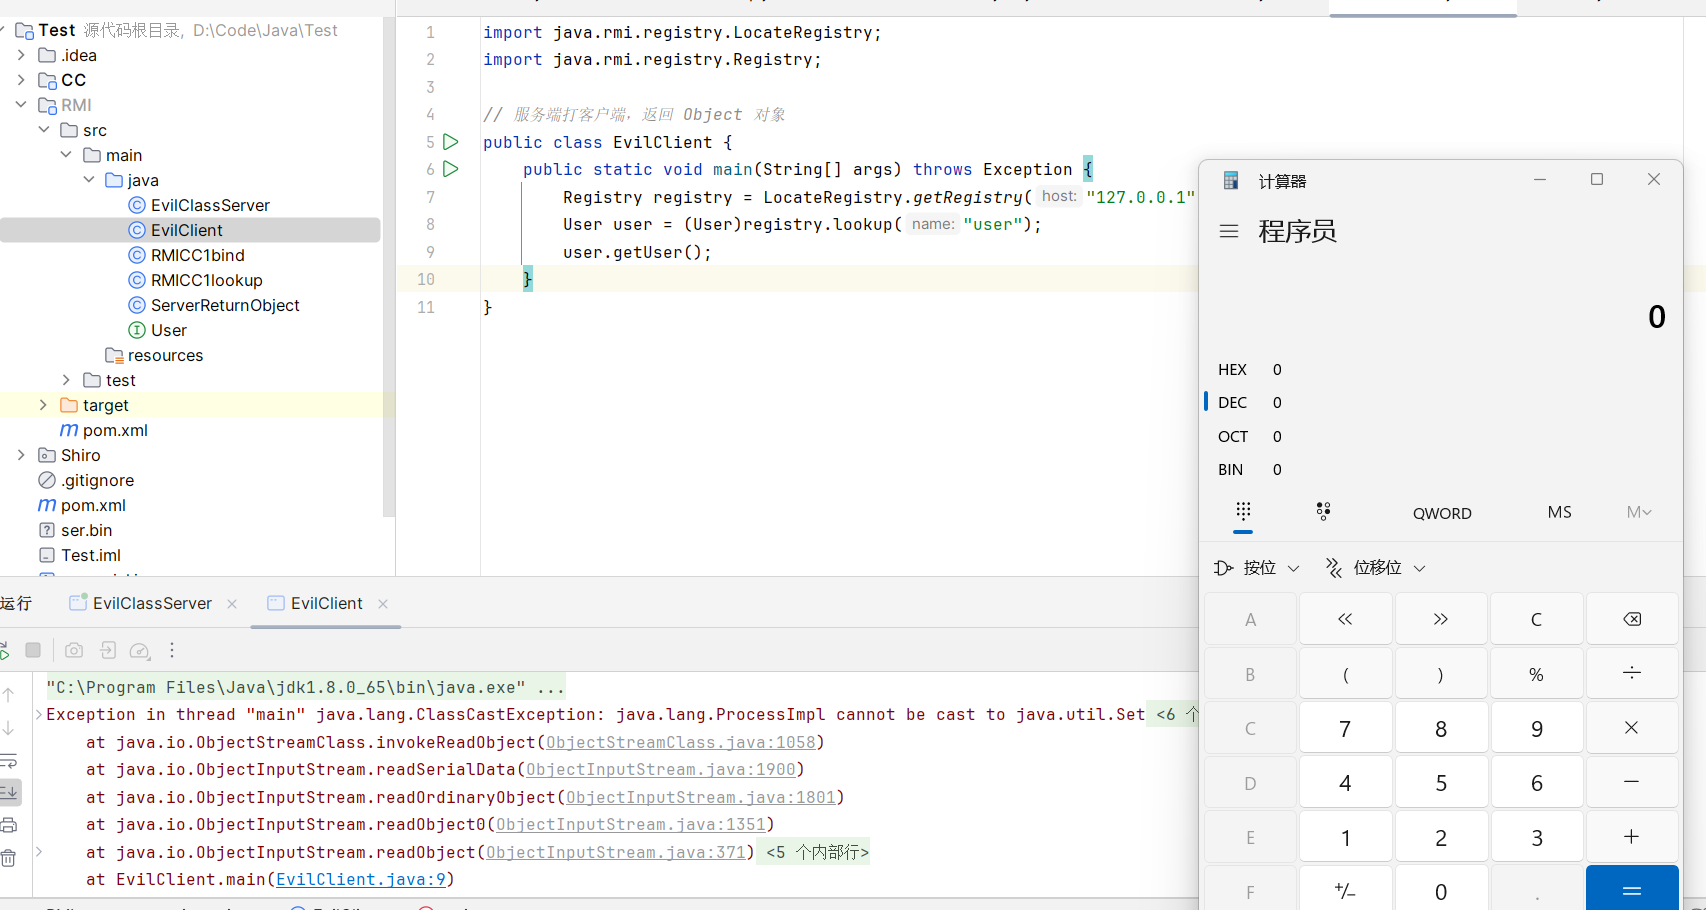 Test 源代码根目录, D:\Code\Java\Test
.idea
CC
RMI
src
main
java
EvilClassServer
EvilClient
RMICC1bind
RMICC1lookup
ServerReturnObject
User
resources
test
target
pom.xml
Shiro
.gitignore
pom.xml
ser.bin
Test.iml
1 import java.rmi.registry.LocateRegistry;
2 import java.rmi.registry.Registry;
3
4 // 服务端打客户端，返回 Object 对象
5 public class EvilClient {
6 public static void main(String[] args) throws Exception {
7 Registry registry = LocateRegistry.getRegistry( host: "127.0.0.1"
8 User user = (User)registry.lookup( name: "user");
9 user.getUser();
10 }
11 }
计算器
程序员
0
HEX 0
DEC 0
OCT 0
BIN 0
QWORD MS M
按位 位移位
A << >> C
B ( ) % ÷
C 7 8 9 ×
D 4 5 6 −
E 1 2 3 +
F +/− 0 . =
运行 EvilClassServer EvilClient
"C:\Program Files\Java\jdk1.8.0_65\bin\java.exe" ...
Exception in thread "main" java.lang.ClassCastException: java.lang.ProcessImpl cannot be cast to java.util.Set <6 个
at java.io.ObjectStreamClass.invokeReadObject(ObjectStreamClass.java:1058)
at java.io.ObjectInputStream.readSerialData(ObjectInputStream.java:1900)
at java.io.ObjectInputStream.readOrdinaryObject(ObjectInputStream.java:1801)
at java.io.ObjectInputStream.readObject0(ObjectInputStream.java:1351)
at java.io.ObjectInputStream.readObject(ObjectInputStream.java:371) <5 个内部行>
at EvilClient.main(EvilClient.java:9)